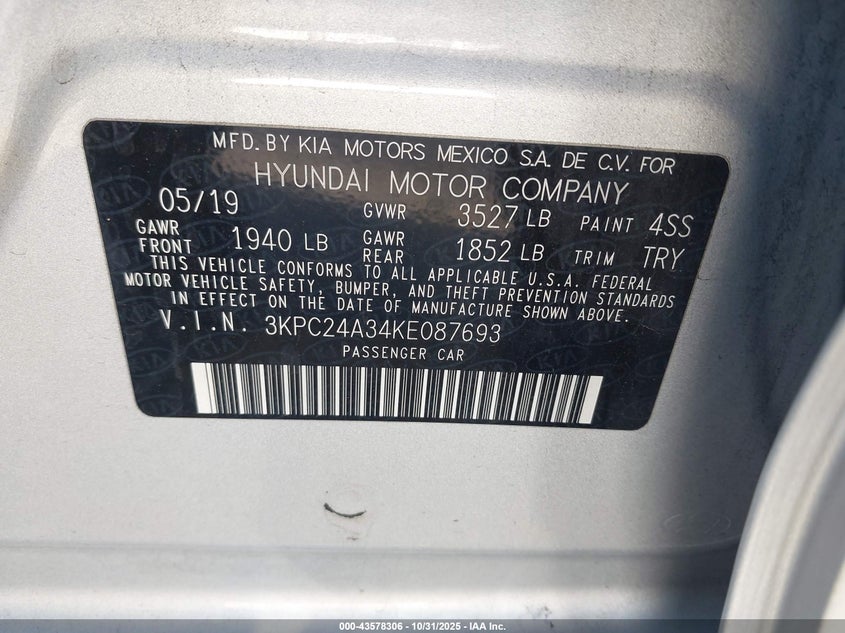 MFD. BY KIA MOTORS MEXICO S.A. DE C.V. FOR
HYUNDAI MOTOR COMPANY
05/19 GVWR 3527 LB PAINT 4SS
GAWR FRONT 1940 LB GAWR REAR 1852 LB TRIM TRY
THIS VEHICLE CONFORMS TO ALL APPLICABLE U.S.A. FEDERAL
MOTOR VEHICLE SAFETY, BUMPER, AND THEFT PREVENTION STANDARDS
IN EFFECT ON THE DATE OF MANUFACTURE SHOWN ABOVE.
V.I.N. 3KPC24A34KE087693
PASSENGER CAR
000-43578306 - 10/31/2025 - IAA Inc.